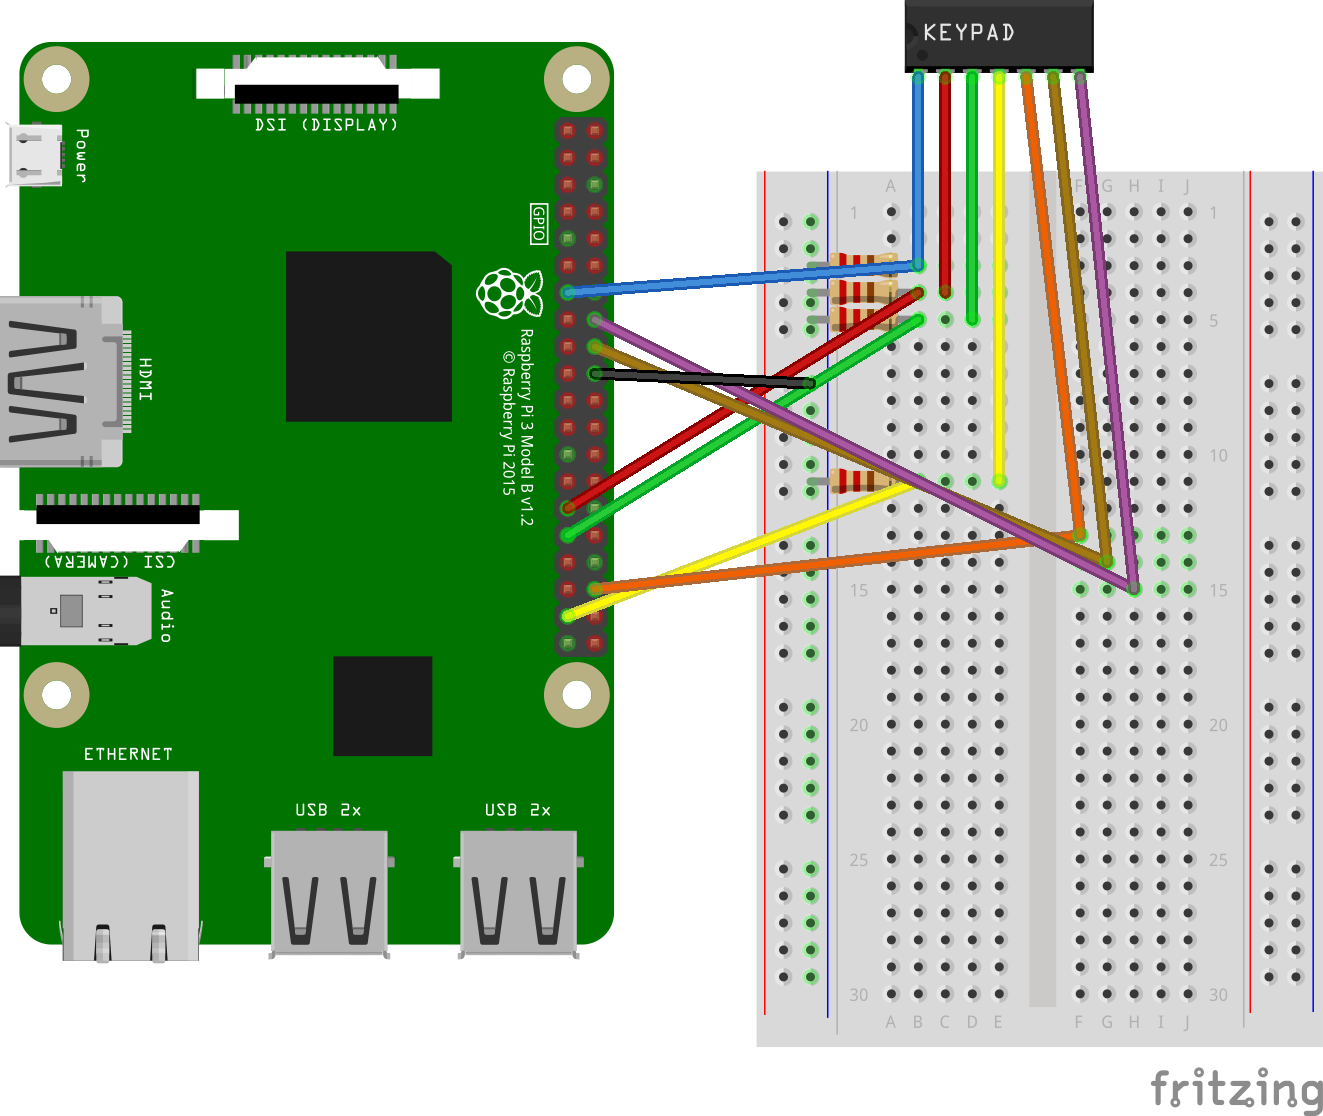 KEYPAD
DSI (DISPLAY)
Power
GPIO
A F G H I J
1 1
Raspberry Pi 3 Model B v1.2
© Raspberry Pi 2015
HDMI
5 5
10 10
CSI (CAMERA)
Audio
15 15
20 20
ETHERNET
USB 2x USB 2x
25 25
30 30
A B C D E F G H I J
fritzing